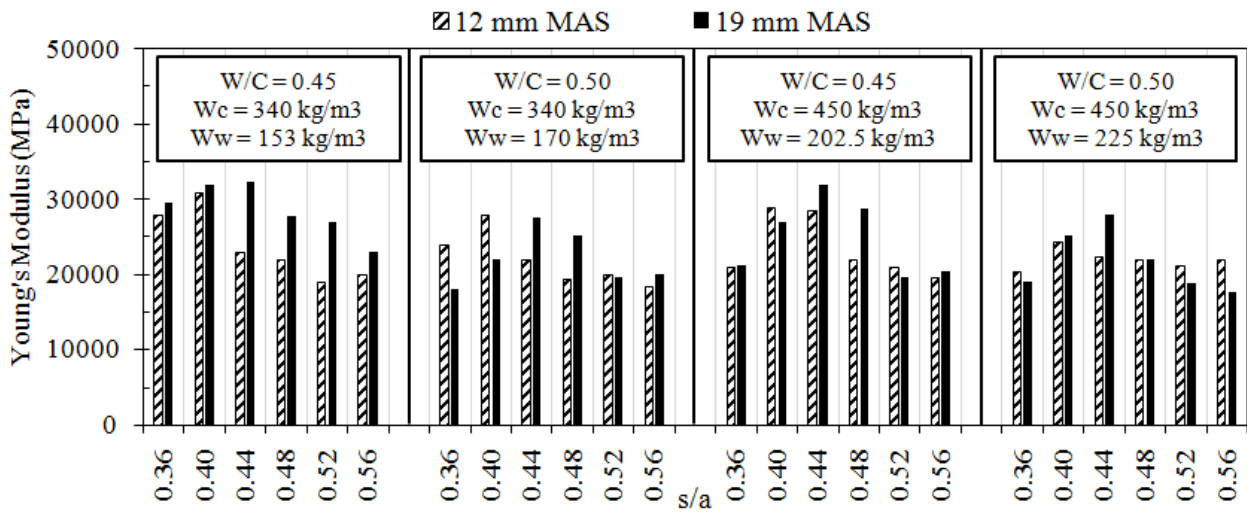 12 mm MAS 19 mm MAS
Young's Modulus (MPa)
50000
40000
30000
20000
10000
0
W/C = 0.45
Wc = 340 kg/m3
Ww = 153 kg/m3
W/C = 0.50
Wc = 340 kg/m3
Ww = 170 kg/m3
W/C = 0.45
Wc = 450 kg/m3
Ww = 202.5 kg/m3
W/C = 0.50
Wc = 450 kg/m3
Ww = 225 kg/m3
0.36 0.40 0.44 0.48 0.52 0.56 0.36 0.40 0.44 0.48 0.52 0.56 0.36 0.40 0.44 0.48 0.52 0.56 0.36 0.40 0.44 0.48 0.52 0.56
s/a